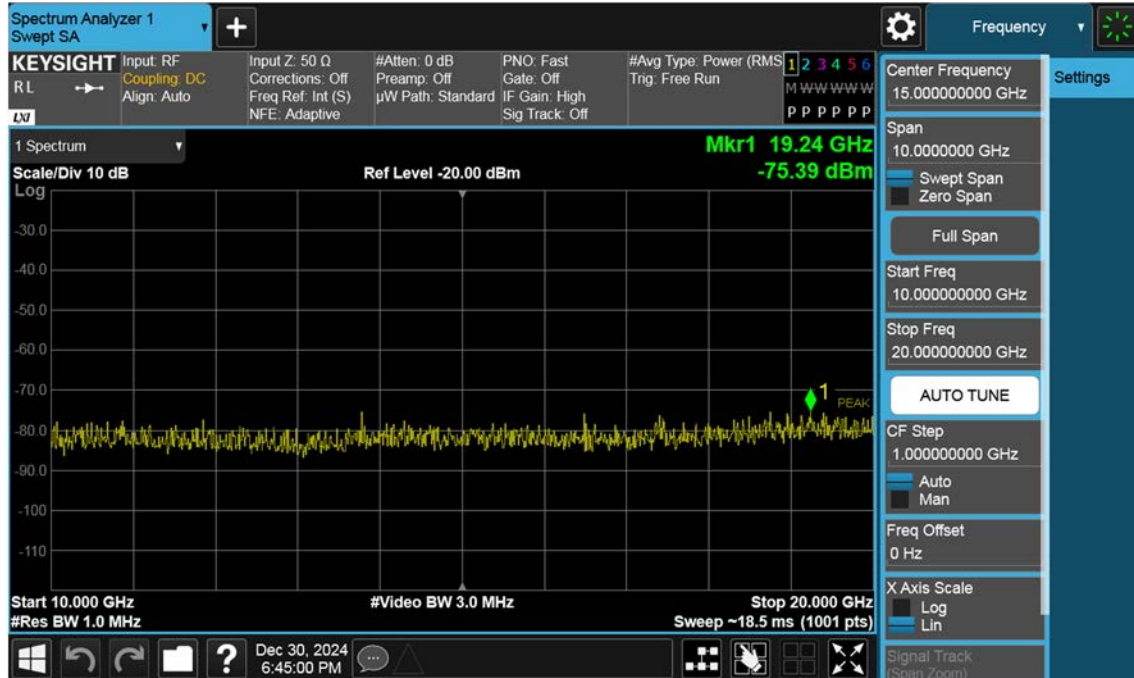 Spectrum Analyzer 1
Swept SA
+
Frequency
KEYSIGHT
RL
LXI
Input: RF
Coupling: DC
Align: Auto
Input Z: 50 Ω
Corrections: Off
Freq Ref: Int (S)
NFE: Adaptive
#Atten: 0 dB
Preamp: Off
µW Path: Standard
PNO: Fast
Gate: Off
IF Gain: High
Sig Track: Off
#Avg Type: Power (RMS
Trig: Free Run
1 2 3 4 5 6
M W W W W W
P P P P P P
1 Spectrum
Mkr1 19.24 GHz
-75.39 dBm
Scale/Div 10 dB
Ref Level -20.00 dBm
Log
-30.0
-40.0
-50.0
-60.0
-70.0
-80.0
-90.0
-100
-110
1
PEAK
Start 10.000 GHz
#Video BW 3.0 MHz
Stop 20.000 GHz
#Res BW 1.0 MHz
Sweep ~18.5 ms (1001 pts)
?
Dec 30, 2024
6:45:00 PM
Center Frequency
15.000000000 GHz
Settings
Span
10.0000000 GHz
Swept Span
Zero Span
Full Span
Start Freq
10.000000000 GHz
Stop Freq
20.000000000 GHz
AUTO TUNE
CF Step
1.000000000 GHz
Auto
Man
Freq Offset
0 Hz
X Axis Scale
Log
Lin
Signal Track
(Span Zoom)